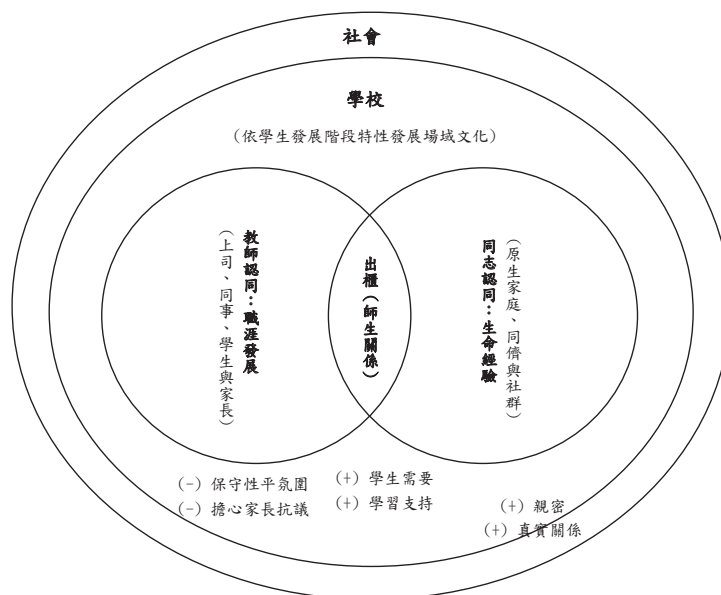 社會
學校
（依學生發展階段特性發展場域文化）
教師認同：職涯發展
（上司、同事、學生與家長）
出櫃（師生關係）
（原生家庭、同儕與社群）
同志認同：生命經驗
（-）保守性平氛圍
（-）擔心家長抗議
（+）學生需要
（+）學習支持
（+）親密
（+）真實關係